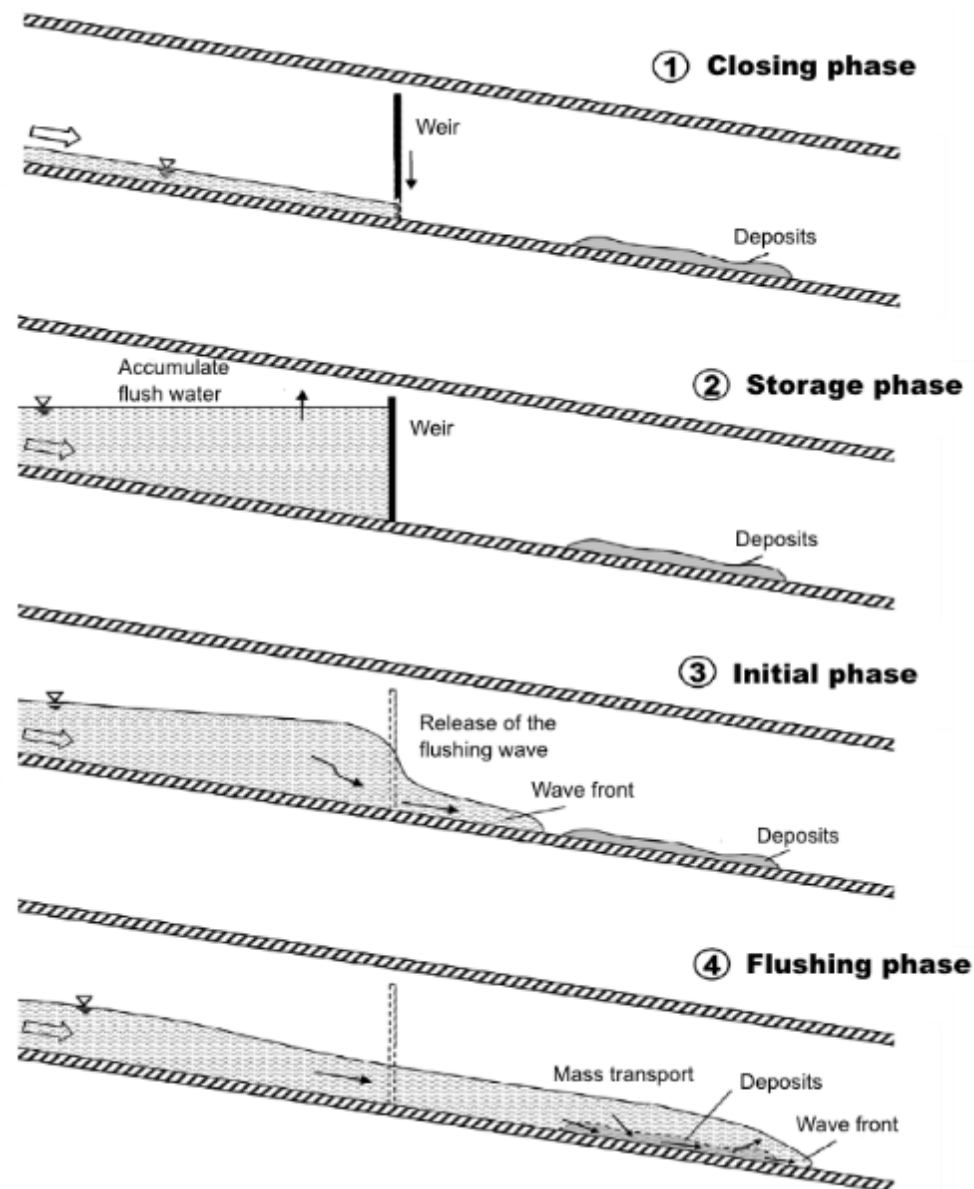 ① Closing phase
Weir
Deposits
② Storage phase
Accumulate
flush water
Weir
Deposits
③ Initial phase
Release of the
flushing wave
Wave front
Deposits
④ Flushing phase
Mass transport
Deposits
Wave front